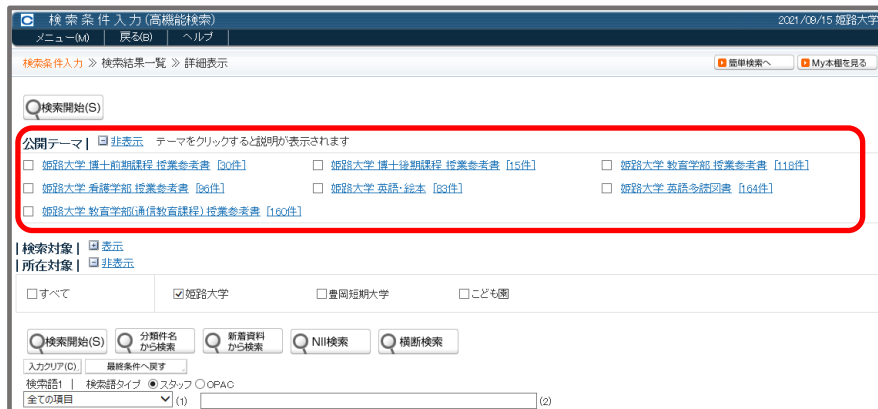 検索条件入力(高機能検索) 2021/09/15 姫路大学
メニュー(M) 戻る(B) ヘルプ
検索条件入力 ≫ 検索結果一覧 ≫ 詳細表示 簡単検索へ My本棚を見る
検索開始(S)
公開テーマ | 非表示 テーマをクリックすると説明が表示されます
姫路大学 博士前期課程 授業参考書 [30件] 姫路大学 博士後期課程 授業参考書 [15件] 姫路大学 教育学部 授業参考書 [118件]
姫路大学 看護学部 授業参考書 [96件] 姫路大学 英語・絵本 [83件] 姫路大学 英語多読図書 [164件]
姫路大学 教育学部(通信教育課程) 授業参考書 [160件]
| 検索対象 | 表示
| 所在対象 | 非表示
すべて 姫路大学 豊岡短期大学 こども園
検索開始(S) 分類件名から検索 新着資料から検索 NII検索 横断検索
入力クリア(C) 最終条件へ戻す
検索語1 | 検索語タイプ スタッフ OPAC
全ての項目 (1) (2)